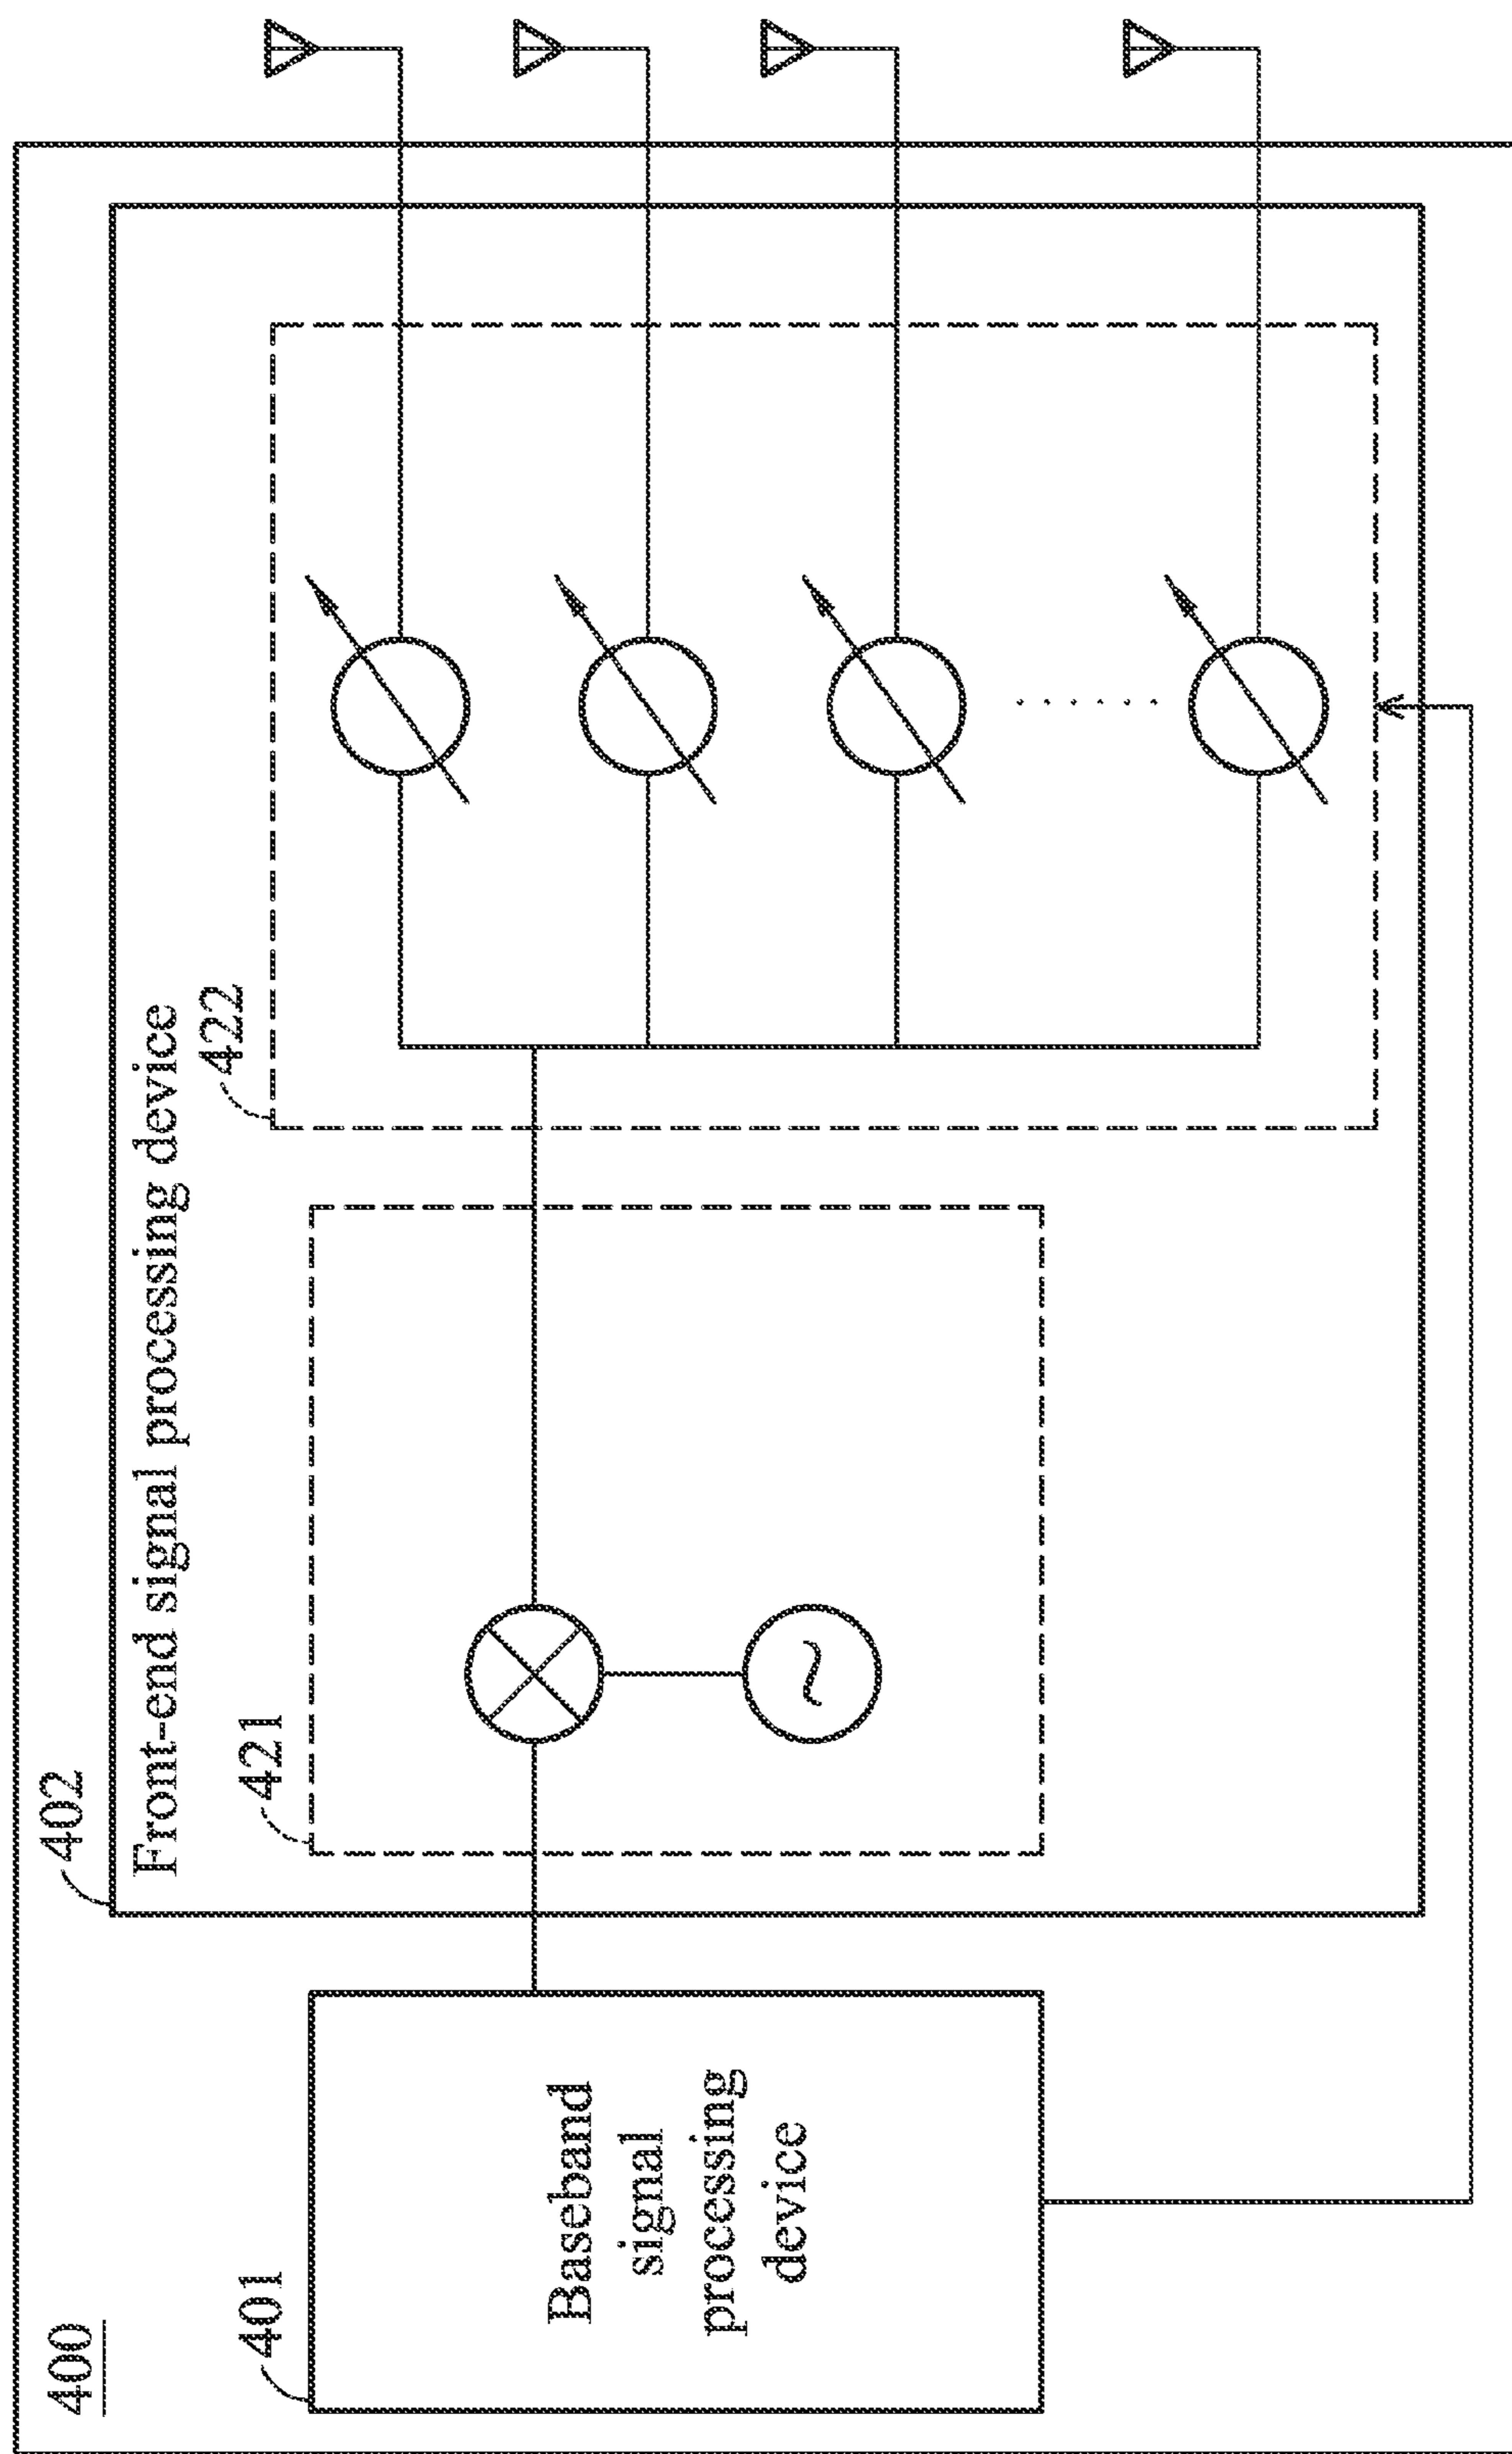 400
402
Front-end signal processing device
401
421
422
Baseband
signal
processing
device
~